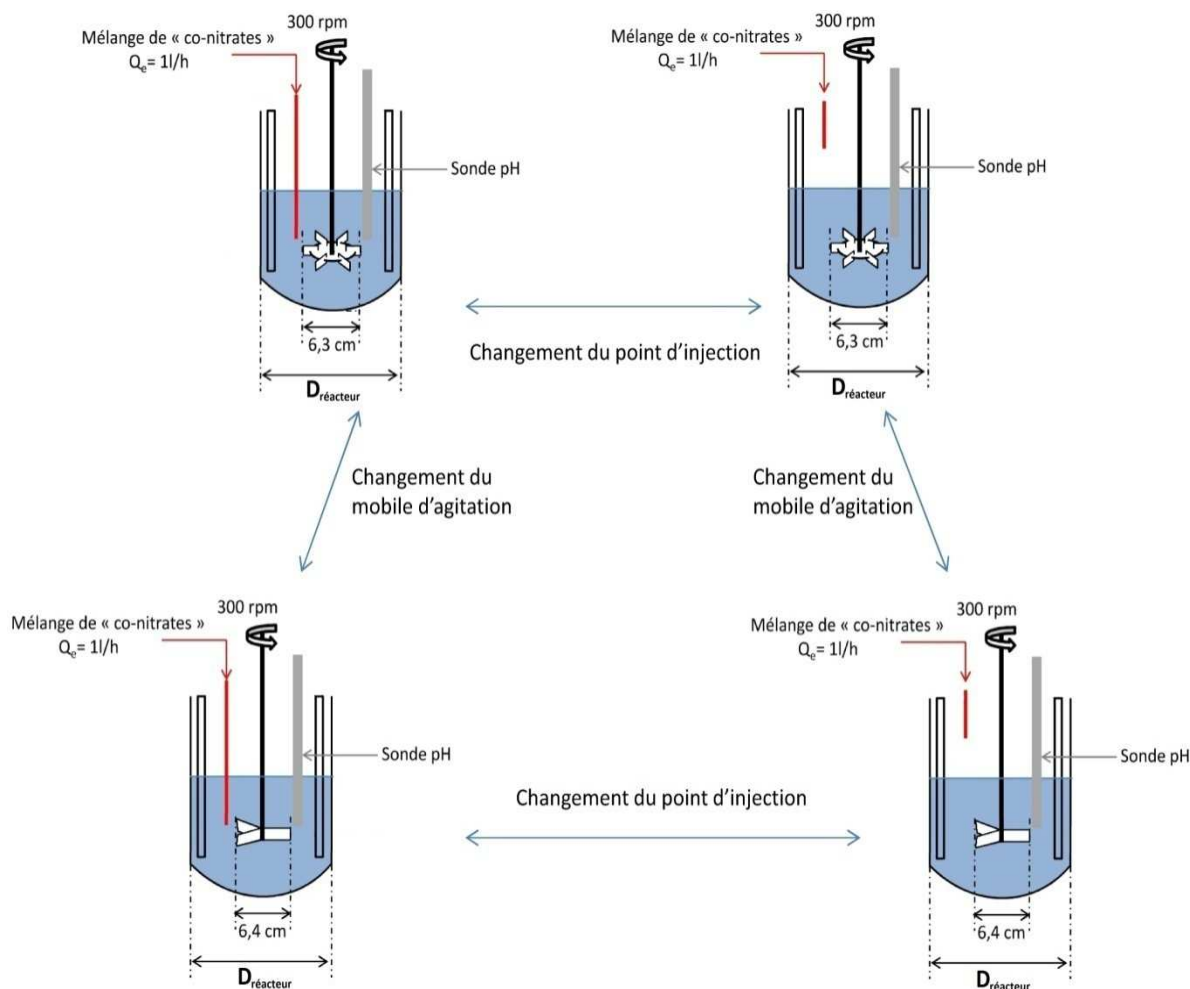 300 rpm
Mélange de « co-nitrates »
Qe= 1l/h
Sonde pH
6,3 cm
Dréacteur
300 rpm
Mélange de « co-nitrates »
Qe= 1l/h
Sonde pH
6,3 cm
Dréacteur
Changement du point d’injection
Changement du
mobile d’agitation
Changement du
mobile d’agitation
300 rpm
Mélange de « co-nitrates »
Qe= 1l/h
Sonde pH
6,4 cm
Dréacteur
300 rpm
Mélange de « co-nitrates »
Qe= 1l/h
Sonde pH
6,4 cm
Dréacteur
Changement du point d’injection